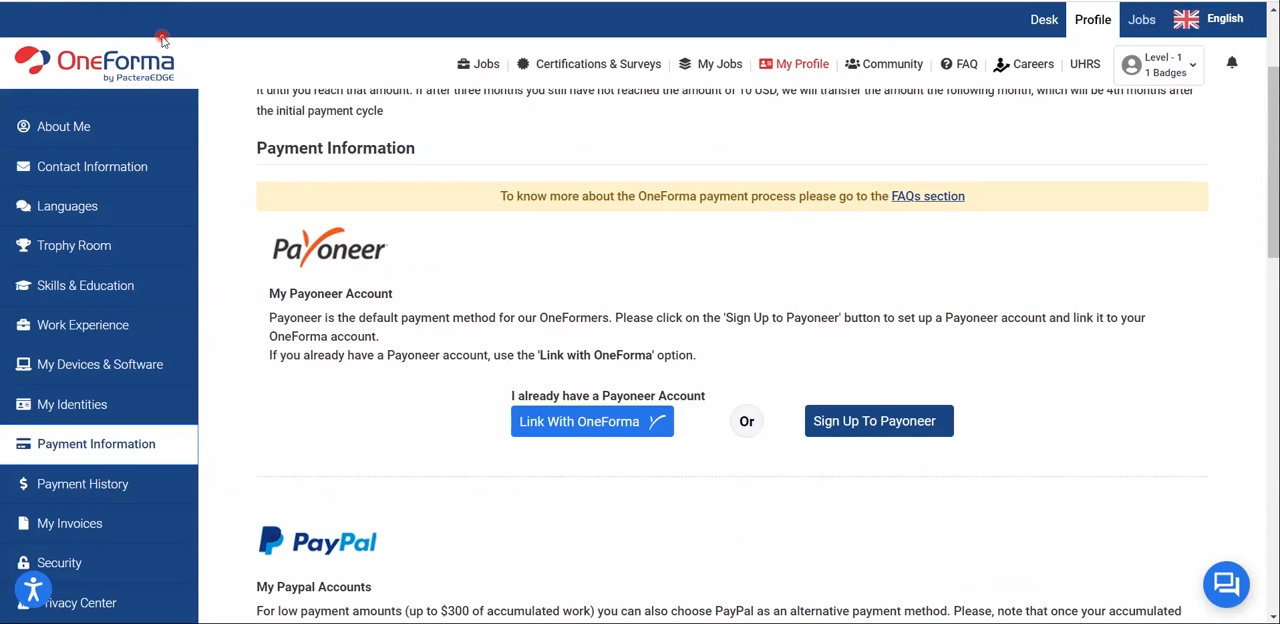 Desk Profile Jobs English
OneForma
by PacteraEDGE
Jobs Certifications & Surveys My Jobs My Profile Community FAQ Careers UHRS
Level - 1
1 Badges
About Me
Contact Information
Languages
Trophy Room
Skills & Education
Work Experience
My Devices & Software
My Identities
Payment Information
Payment History
My Invoices
Security
Privacy Center
it until you reach that amount. If after three months you still have not reached the amount of 10 USD, we will transfer the amount the following month, which will be 4th months after
the initial payment cycle
Payment Information
To know more about the OneForma payment process please go to the FAQs section
Payoneer
My Payoneer Account
Payoneer is the default payment method for our OneFormers. Please click on the 'Sign Up to Payoneer' button to set up a Payoneer account and link it to your
OneForma account.
If you already have a Payoneer account, use the 'Link with OneForma' option.
I already have a Payoneer Account
Link With OneForma Or Sign Up To Payoneer
PayPal
My Paypal Accounts
For low payment amounts (up to $300 of accumulated work) you can also choose PayPal as an alternative payment method. Please, note that once your accumulated